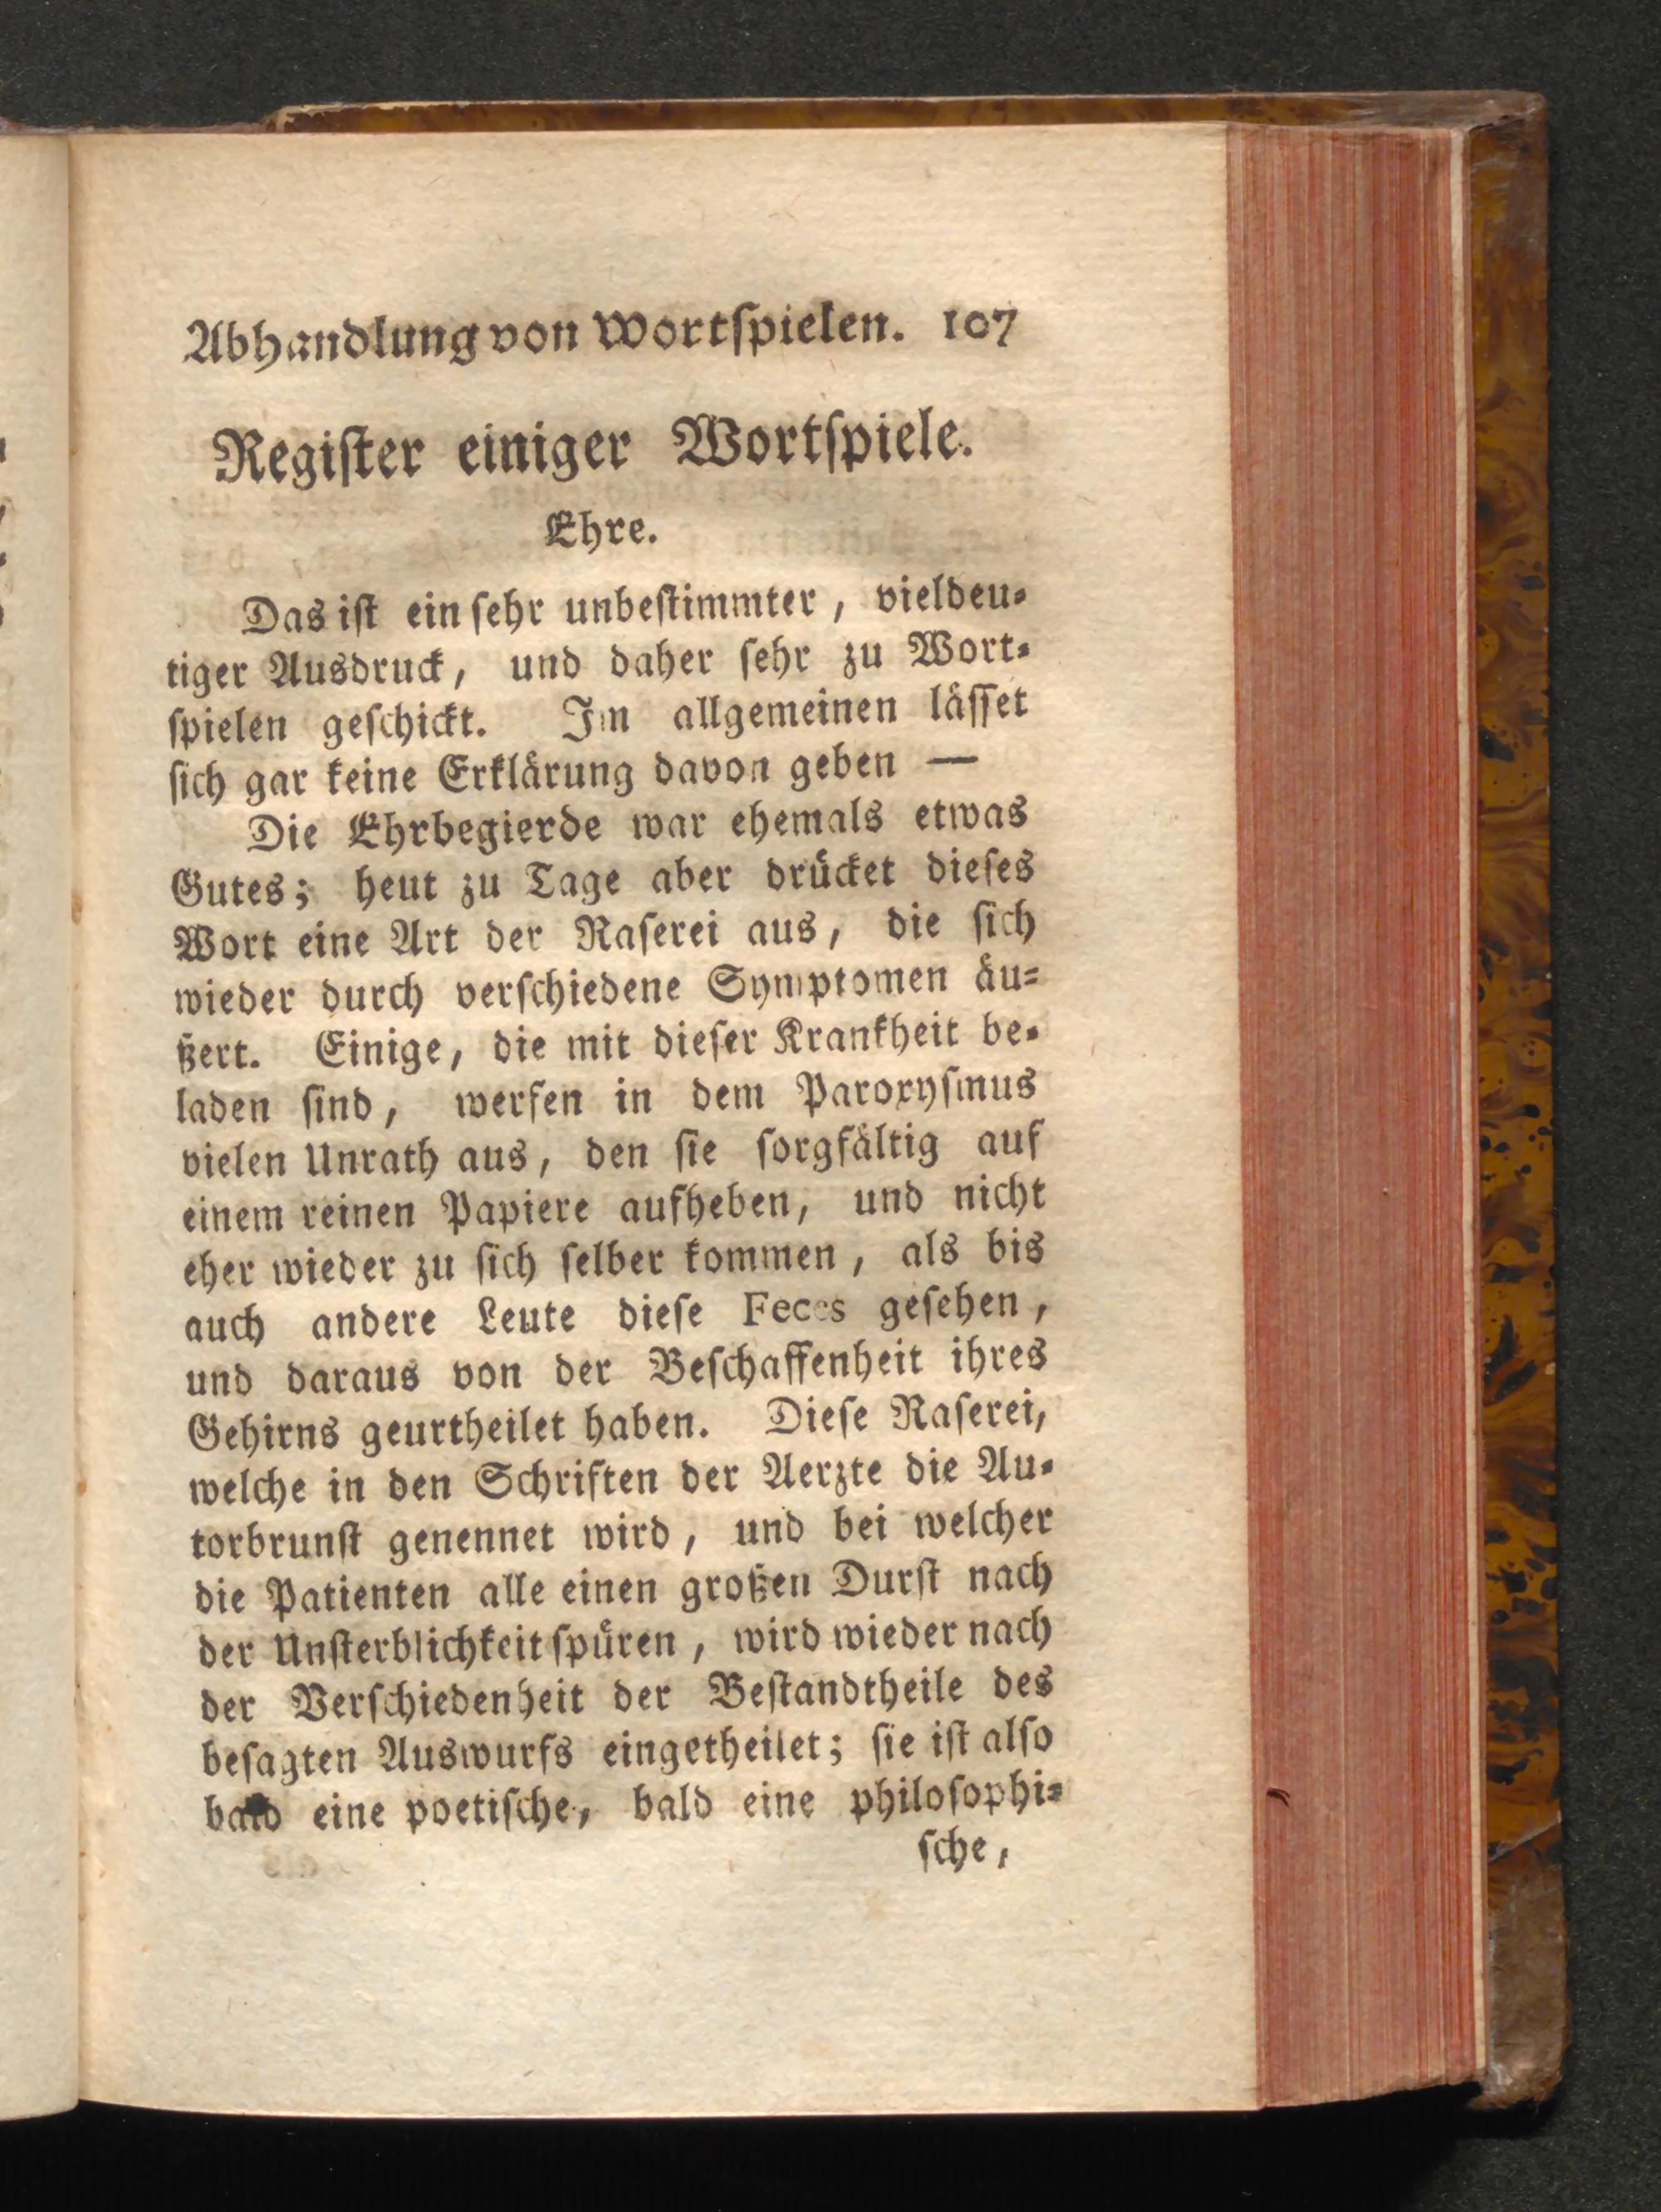 Abhandlung von Wortſpielen. 107
Regiſter einiger Wortſpiele.
Ehre.
Das iſt ein ſehr unbeſtimmter, vieldeu-
tiger Ausdruck, und daher ſehr zu Wort-
ſpielen geſchickt. Im allgemeinen läſſet
ſich gar keine Erklärung davon geben —
Die Ehrbegierde war ehemals etwas
Gutes; heut zu Tage aber drücket dieſes
Wort eine Art der Raſerei aus, die ſich
wieder durch verſchiedene Symptomen äu-
ßert. Einige, die mit dieſer Krankheit be-
laden ſind, werfen in dem Paroxyſmus
vielen Unrath aus, den ſie ſorgfältig auf
einem reinen Papiere aufheben, und nicht
eher wieder zu ſich ſelber kommen, als bis
auch andere Leute dieſe Feces geſehen,
und daraus von der Beſchaffenheit ihres
Gehirns geurtheilet haben. Dieſe Raſerei,
welche in den Schriften der Aerzte die Au-
torbrunſt genennet wird, und bei welcher
die Patienten alle einen großen Durſt nach
der Unſterblichkeit ſpüren, wird wieder nach
der Verſchiedenheit der Beſtandtheile des
beſagten Auswurfs eingetheilet; ſie iſt alſo
bald eine poetiſche, bald eine philoſophi-
ſche,